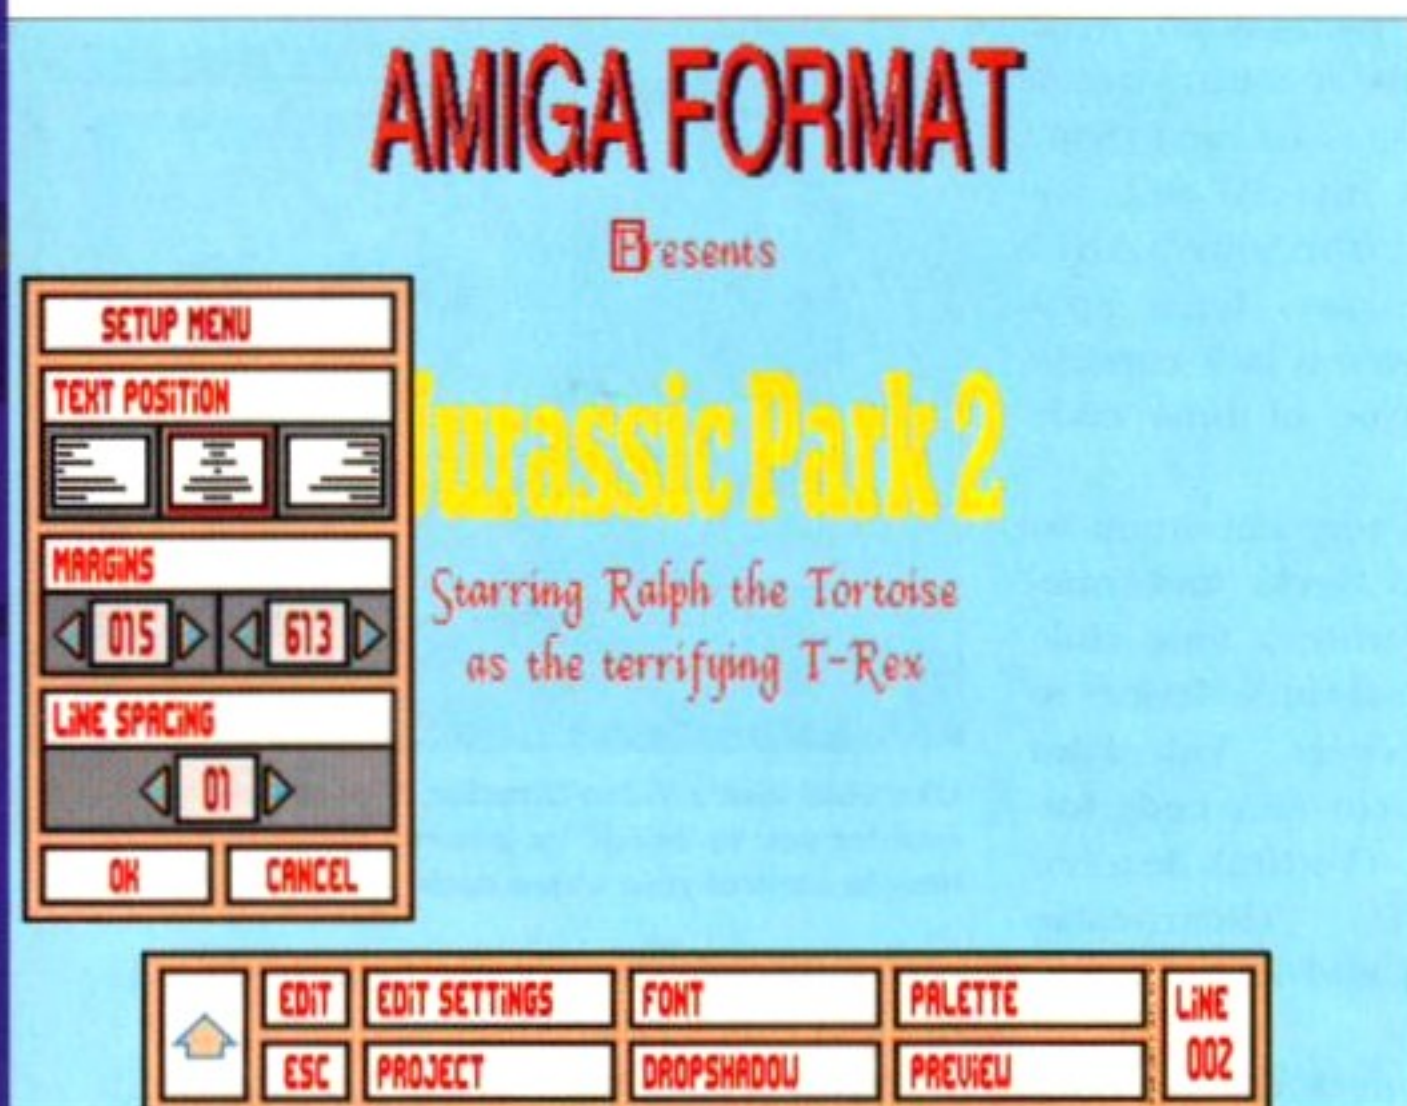 AMIGA FORMAT
Presents
SETUP MENU
TEXT POSITION
Jurassic Park 2
MARGINS
Starring Ralph the Tortoise
015 613
as the terrifying T-Rex
LINE SPACING
01
OK CANCEL
EDIT EDIT SETTINGS FONT PALETTE LINE
002
ESC PROJECT DROPSHADOW PREVIEW